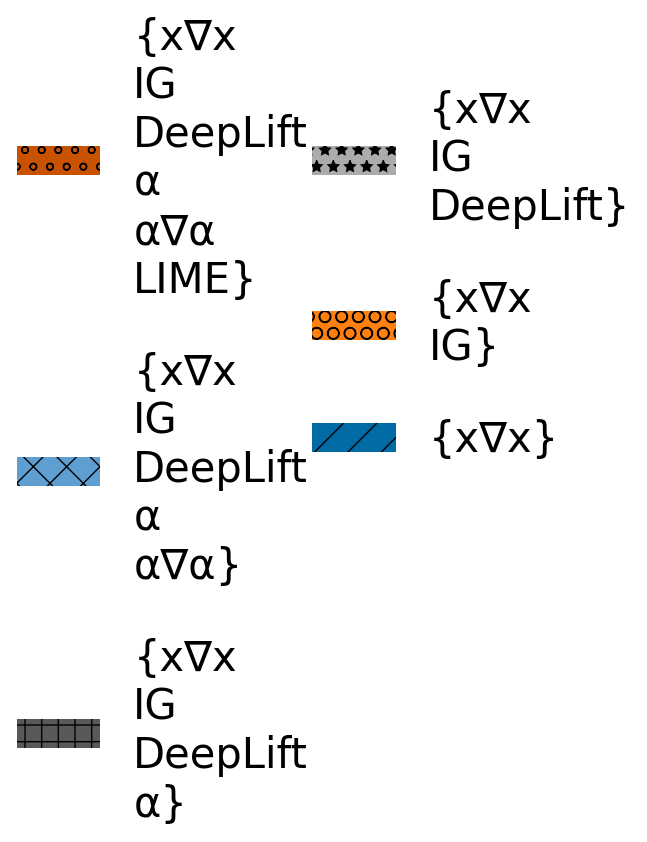 {x∇x
IG
DeepLift
α
α∇α
LIME}
{x∇x
IG
DeepLift
α
α∇α}
{x∇x
IG
DeepLift
α}
{x∇x
IG
DeepLift}
{x∇x
IG}
{x∇x}